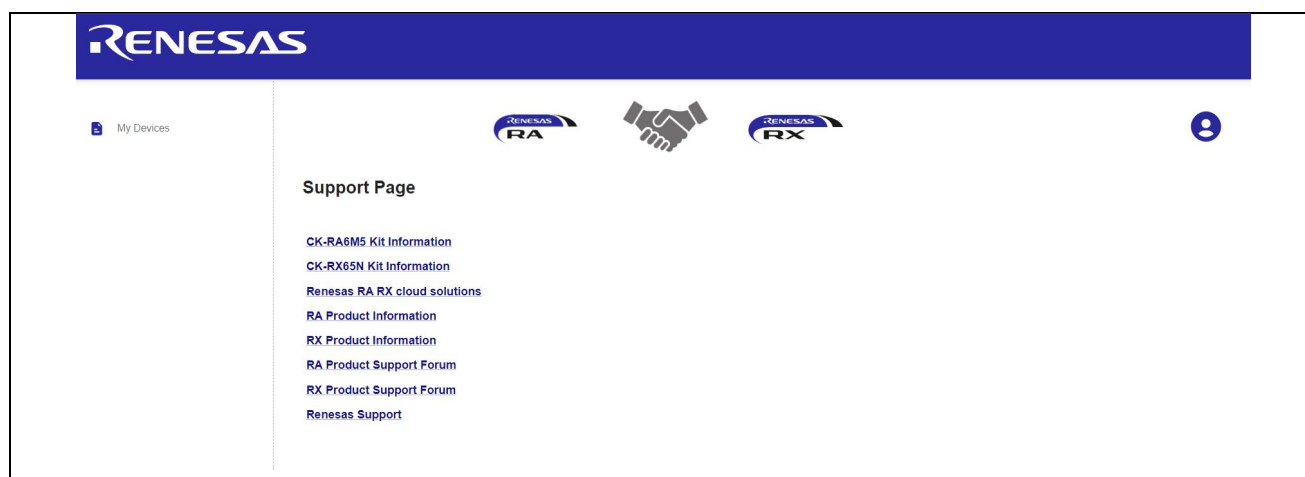 RENESAS
My Devices
RENESAS
RA
RENESAS
RX
Support Page
CK-RA6M5 Kit Information
CK-RX65N Kit Information
Renesas RA RX cloud solutions
RA Product Information
RX Product Information
RA Product Support Forum
RX Product Support Forum
Renesas Support